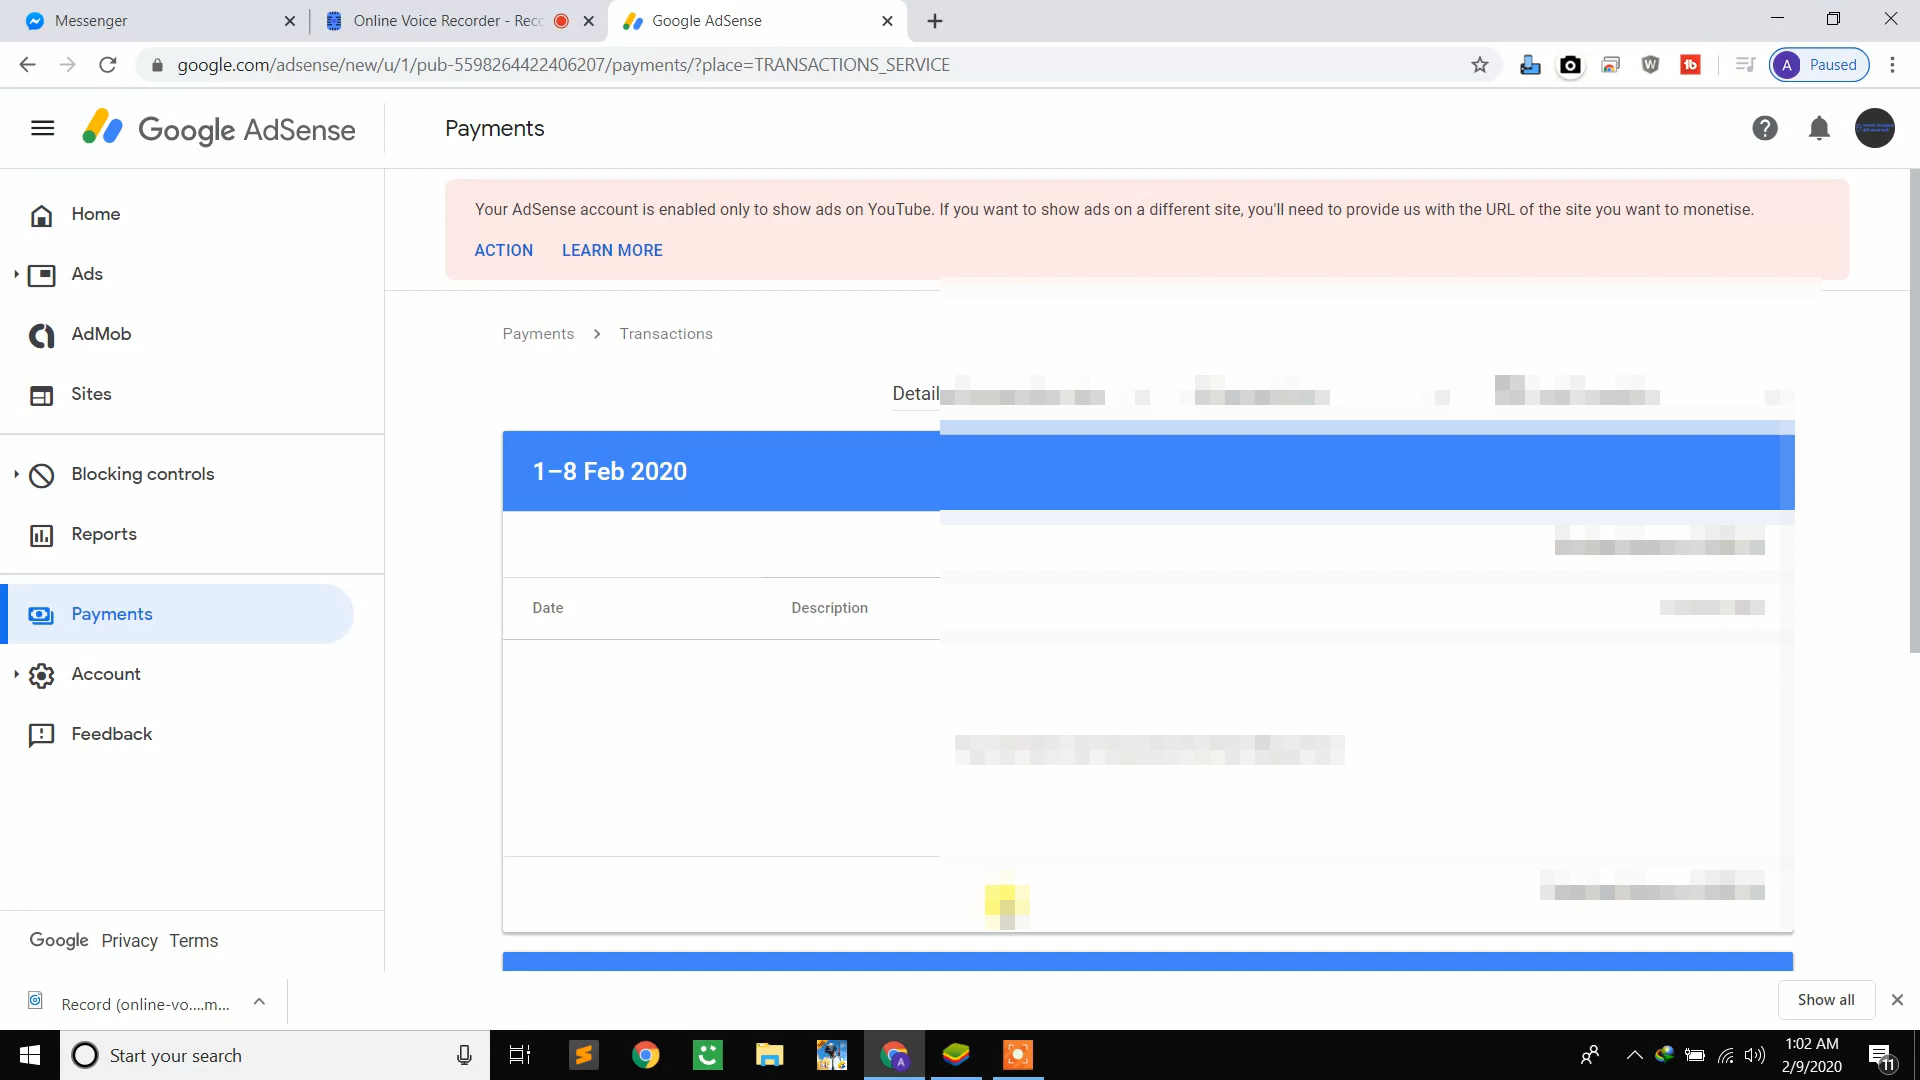 Messenger
Online Voice Recorder - Rec
Google AdSense
google.com/adsense/new/u/1/pub-5598264422406207/payments/?place=TRANSACTIONS_SERVICE
A Paused
Google AdSense
Payments
Your AdSense account is enabled only to show ads on YouTube. If you want to show ads on a different site, you'll need to provide us with the URL of the site you want to monetise.
ACTION LEARN MORE
Home
Ads
AdMob
Sites
Blocking controls
Reports
Payments
Account
Feedback
Payments > Transactions
Detail
1–8 Feb 2020
Date Description
Google Privacy Terms
Record (online-vo....m...
Show all
Start your search
1:02 AM
2/9/2020
11